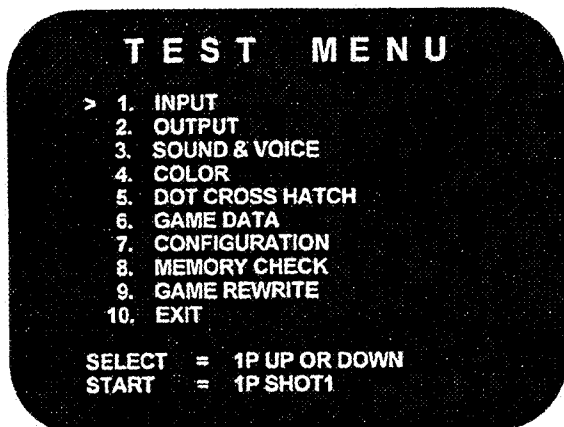 TEST MENU
> 1. INPUT
2. OUTPUT
3. SOUND & VOICE
4. COLOR
5. DOT CROSS HATCH
6. GAME DATA
7. CONFIGURATION
8. MEMORY CHECK
9. GAME REWRITE
10. EXIT
SELECT = 1P UP OR DOWN
START = 1P SHOT1